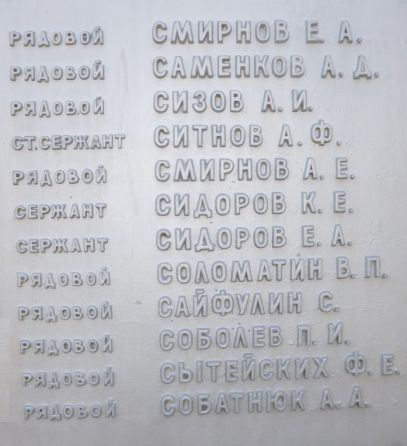 РЯДОВОЙ СМИРНОВ Е. А.
РЯДОВОЙ САМЕНКОВ А. Д.
РЯДОВОЙ СИЗОВ А. И.
СТ.СЕРЖАНТ СИТНОВ А. Ф.
РЯДОВОЙ СМИРНОВ А. Е.
СЕРЖАНТ СИДОРОВ К. Е.
СЕРЖАНТ СИДОРОВ Е. А.
РЯДОВОЙ СОЛОМАТИН В. П.
РЯДОВОЙ САЙФУЛИН С.
РЯДОВОЙ СОБОЛЕВ П. И.
РЯДОВОЙ СЫТЕЙСКИХ Ф. Е.
РЯДОВОЙ СОБАТНЮК А. А.